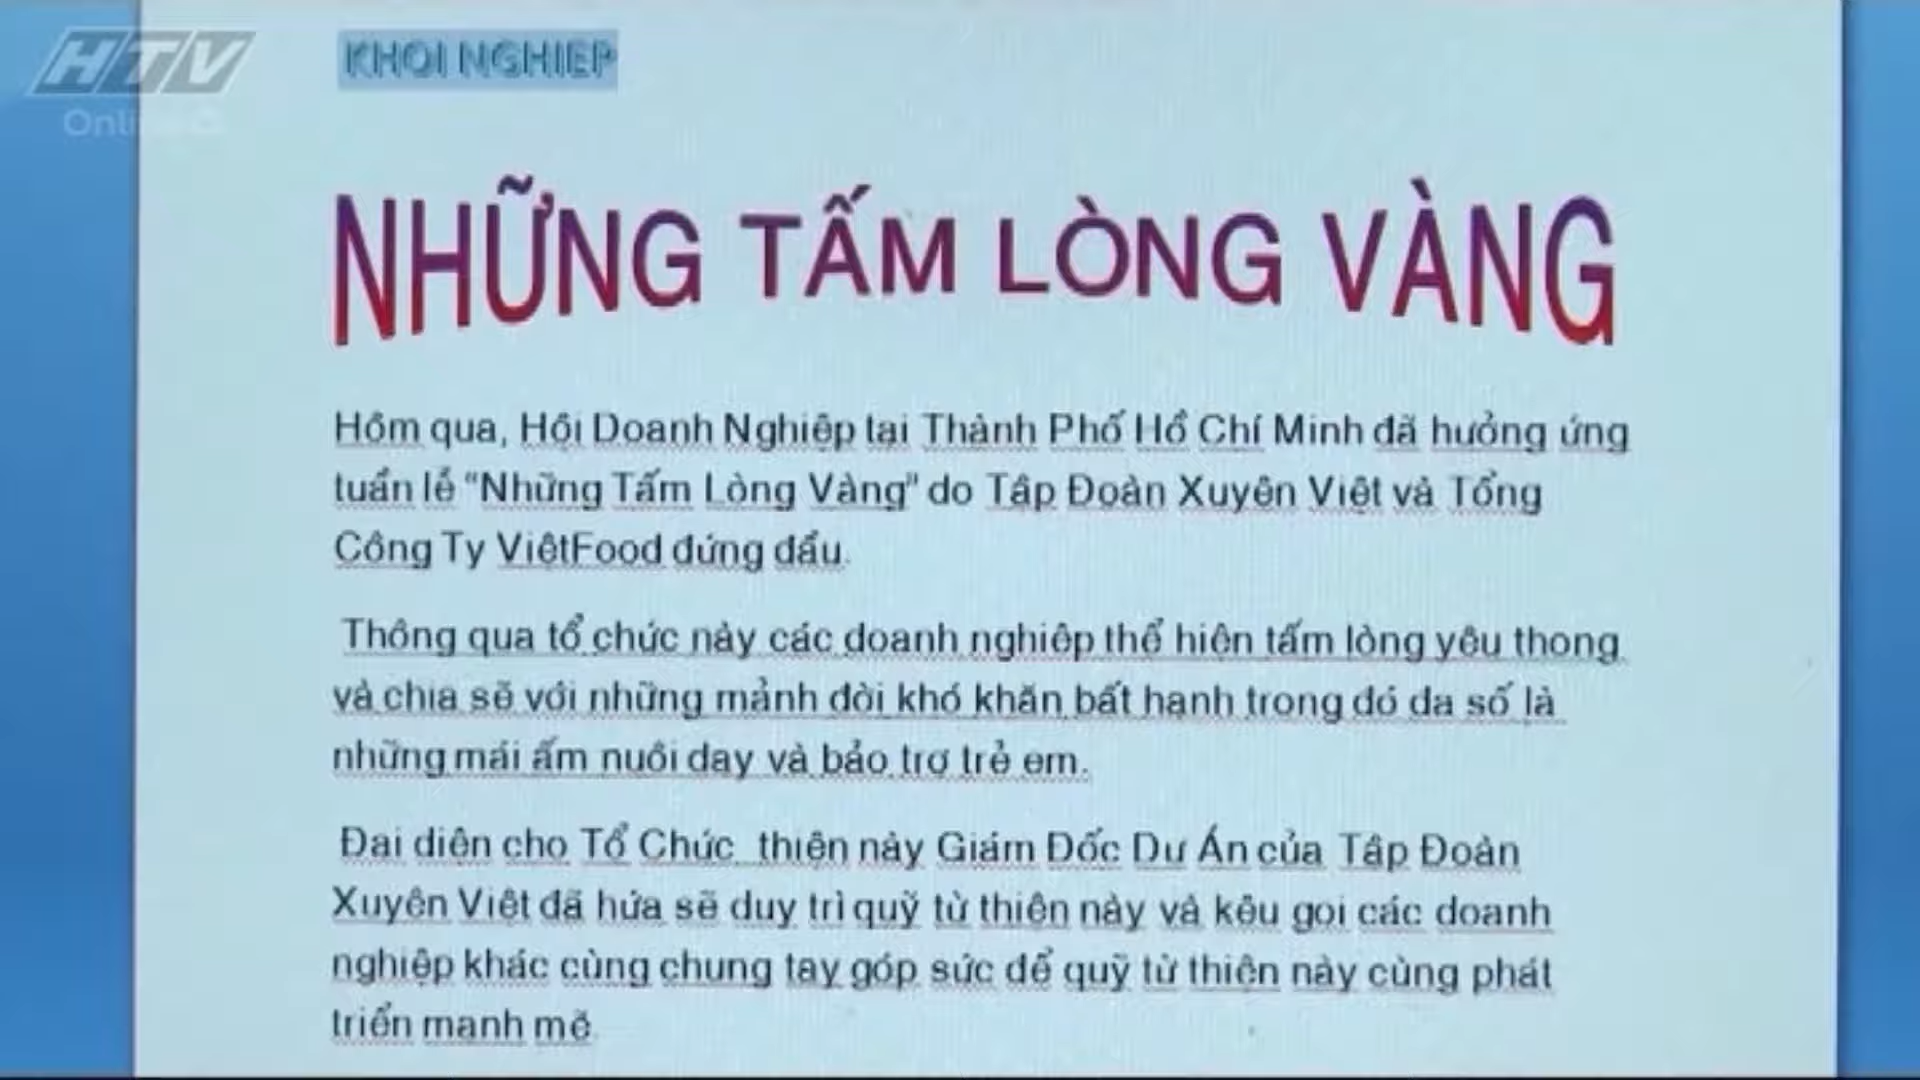 HTV
Online
KHOI NGHIEP
NHỮNG TẤM LÒNG VÀNG
Hôm qua, Hội Doanh Nghiệp tại Thành Phố Hồ Chí Minh đã hưởng ứng
tuần lễ "Những Tấm Lòng Vàng" do Tập Đoàn Xuyên Việt và Tổng
Công Ty ViệtFood đứng đầu.
Thông qua tổ chức này các doanh nghiệp thể hiện tấm lòng yêu thong
và chia sẽ với những mảnh đời khó khăn bất hạnh trong đó đa số là
những mái ấm nuôi dạy và bảo trợ trẻ em.
Đại diện cho Tổ Chức thiện này Giám Đốc Dự Án của Tập Đoàn
Xuyên Việt đã hứa sẽ duy trì quỹ từ thiện này và kêu gọi các doanh
nghiệp khác cùng chung tay góp sức để quỹ từ thiện này cùng phát
triển mạnh mẽ